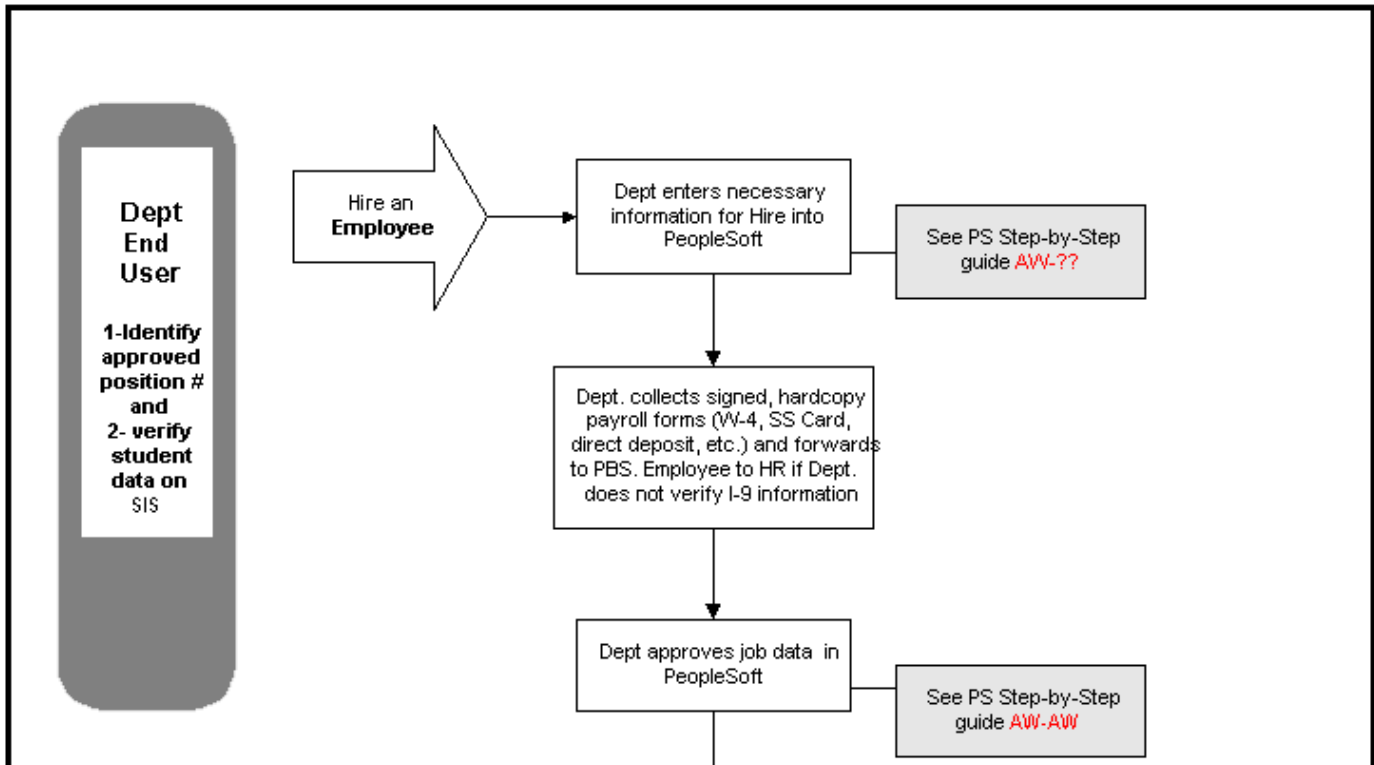 Dept
End
User
1-Identify
approved
position #
and
2- verify
student
data on
SIS
Hire an
Employee
Dept enters necessary
information for Hire into
PeopleSoft
See PS Step-by-Step
guide AW-??
Dept. collects signed, hardcopy
payroll forms (W-4, SS Card,
direct deposit, etc.) and forwards
to PBS. Employee to HR if Dept.
does not verify I-9 information
Dept approves job data in
PeopleSoft
See PS Step-by-Step
guide AW-AW